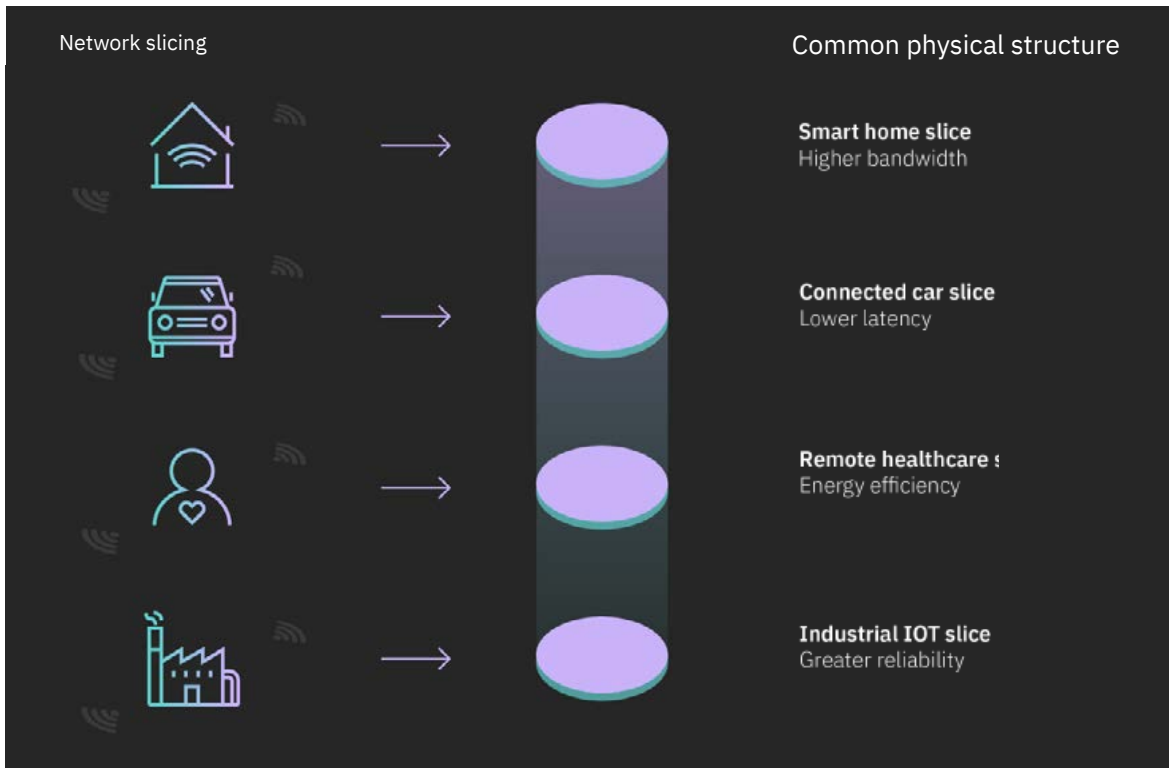 Network slicing
Common physical structure
Smart home slice
Higher bandwidth
Connected car slice
Lower latency
Remote healthcare s
Energy efficiency
Industrial IOT slice
Greater reliability